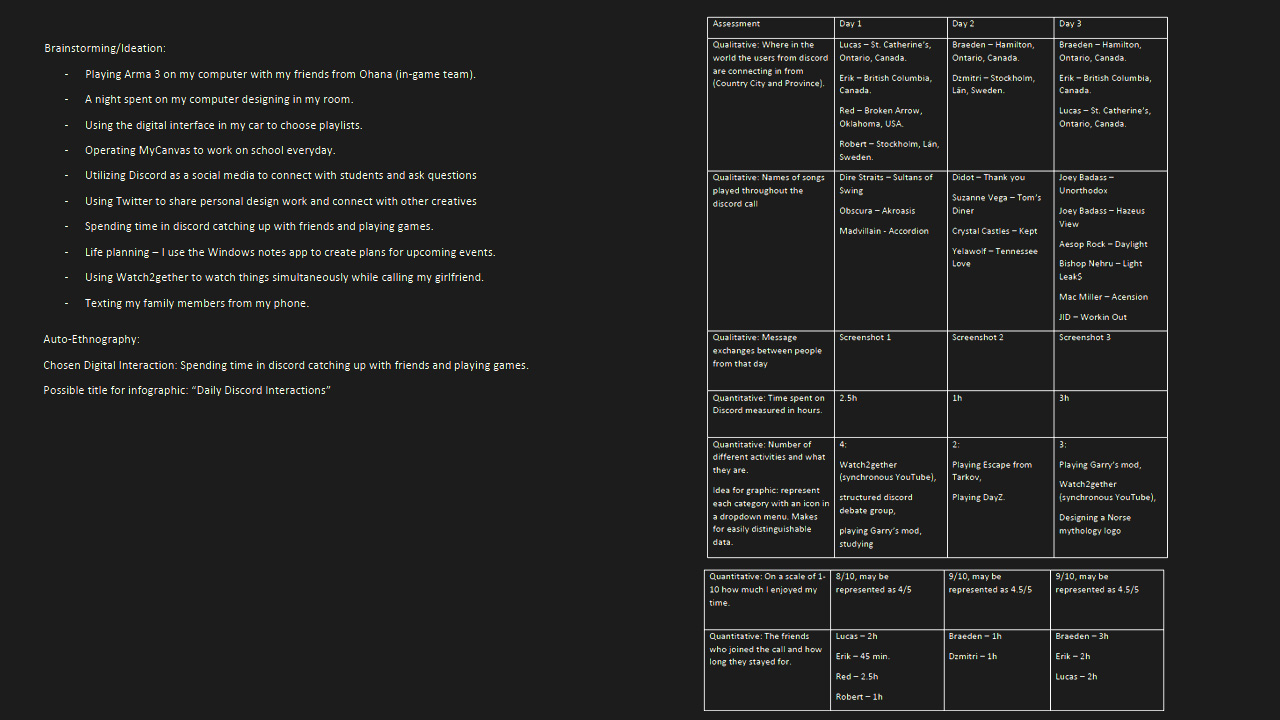 Brainstorming/Ideation:
- Playing Arma 3 on my computer with my friends from Ohana (in-game team).
- A night spent on my computer designing in my room.
- Using the digital interface in my car to choose playlists.
- Operating MyCanvas to work on school everyday.
- Utilizing Discord as a social media to connect with students and ask questions
- Using Twitter to share personal design work and connect with other creatives
- Spending time in discord catching up with friends and playing games.
- Life planning – I use the Windows notes app to create plans for upcoming events.
- Using Watch2gether to watch things simultaneously while calling my girlfriend.
- Texting my family members from my phone.
Auto-Ethnography:
Chosen Digital Interaction: Spending time in discord catching up with friends and playing games.
Possible title for infographic: “Daily Discord Interactions”
Assessment
Day 1
Day 2
Day 3
Qualitative: Where in the
world the users from discord
are connecting in from
(Country City and Province).
Lucas – St. Catherine’s,
Ontario, Canada.
Erik – British Columbia,
Canada.
Red – Broken Arrow,
Oklahoma, USA.
Robert – Stockholm, Län,
Sweden.
Braeden – Hamilton,
Ontario, Canada.
Dzmitri – Stockholm,
Län, Sweden.
Braeden – Hamilton,
Ontario, Canada.
Erik – British Columbia,
Canada.
Lucas – St. Catherine’s,
Ontario, Canada.
Qualitative: Names of songs
played throughout the
discord call
Dire Straits – Sultans of
Swing
Obscura – Akroasis
Madvillain - Accordion
Didot – Thank you
Suzanne Vega – Tom’s
Diner
Crystal Castles – Kept
Yelawolf – Tennessee
Love
Joey Badass –
Unorthodox
Joey Badass – Hazeus
View
Aesop Rock – Daylight
Bishop Nehru – Light
Leak$
Mac Miller – Acension
JID – Workin Out
Qualitative: Message
exchanges between people
from that day
Screenshot 1
Screenshot 2
Screenshot 3
Quantitative: Time spent on
Discord measured in hours.
2.5h
1h
3h
Quantitative: Number of
different activities and what
they are.
Idea for graphic: represent
each category with an icon in
a dropdown menu. Makes
for easily distinguishable
data.
4:
Watch2gether
(synchronous YouTube),
structured discord
debate group,
playing Garry’s mod,
studying
2:
Playing Escape from
Tarkov,
Playing DayZ.
3:
Playing Garry’s mod,
Watch2gether
(synchronous YouTube),
Designing a Norse
mythology logo
Quantitative: On a scale of 1-
10 how much I enjoyed my
time.
8/10, may be
represented as 4/5
9/10, may be
represented as 4.5/5
9/10, may be
represented as 4.5/5
Quantitative: The friends
who joined the call and how
long they stayed for.
Lucas – 2h
Erik – 45 min.
Red – 2.5h
Robert – 1h
Braeden – 1h
Dzmitri – 1h
Braeden – 3h
Erik – 2h
Lucas – 2h